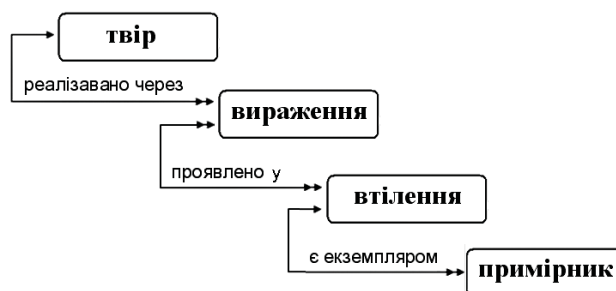 твір
реалізавано через
вираження
проявлено у
втілення
є екземпляром
примірник